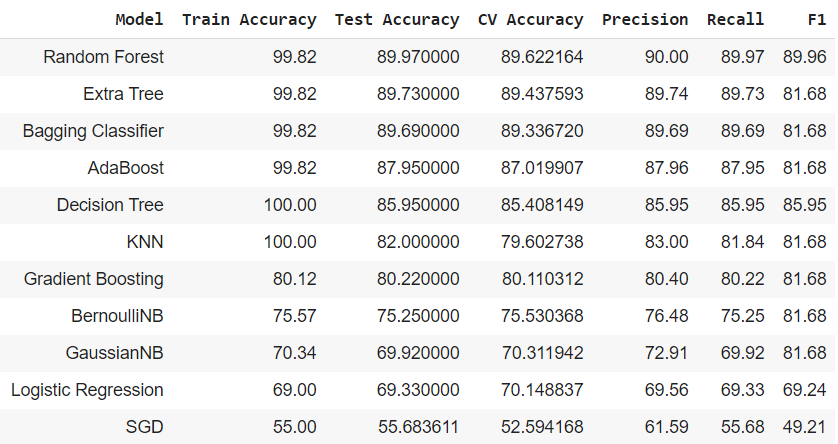 Model Train Accuracy Test Accuracy CV Accuracy Precision Recall F1
Random Forest 99.82 89.970000 89.622164 90.00 89.97 89.96
Extra Tree 99.82 89.730000 89.437593 89.74 89.73 81.68
Bagging Classifier 99.82 89.690000 89.336720 89.69 89.69 81.68
AdaBoost 99.82 87.950000 87.019907 87.96 87.95 81.68
Decision Tree 100.00 85.950000 85.408149 85.95 85.95 85.95
KNN 100.00 82.000000 79.602738 83.00 81.84 81.68
Gradient Boosting 80.12 80.220000 80.110312 80.40 80.22 81.68
BernoulliNB 75.57 75.250000 75.530368 76.48 75.25 81.68
GaussianNB 70.34 69.920000 70.311942 72.91 69.92 81.68
Logistic Regression 69.00 69.330000 70.148837 69.56 69.33 69.24
SGD 55.00 55.683611 52.594168 61.59 55.68 49.21